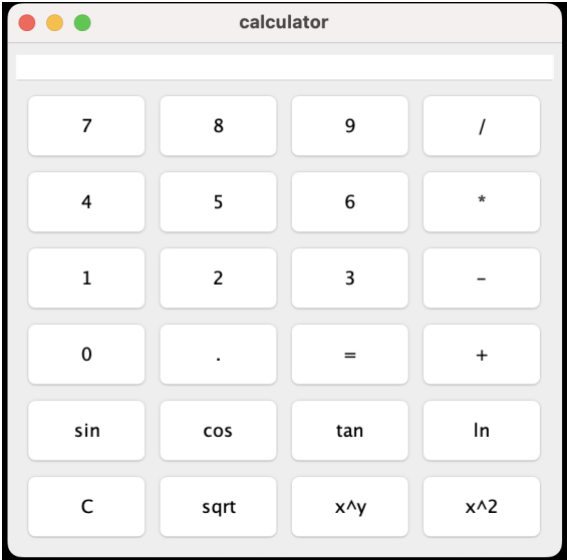 calculator
7 8 9 /
4 5 6 *
1 2 3 -
0 . = +
sin cos tan ln
C sqrt x^y x^2